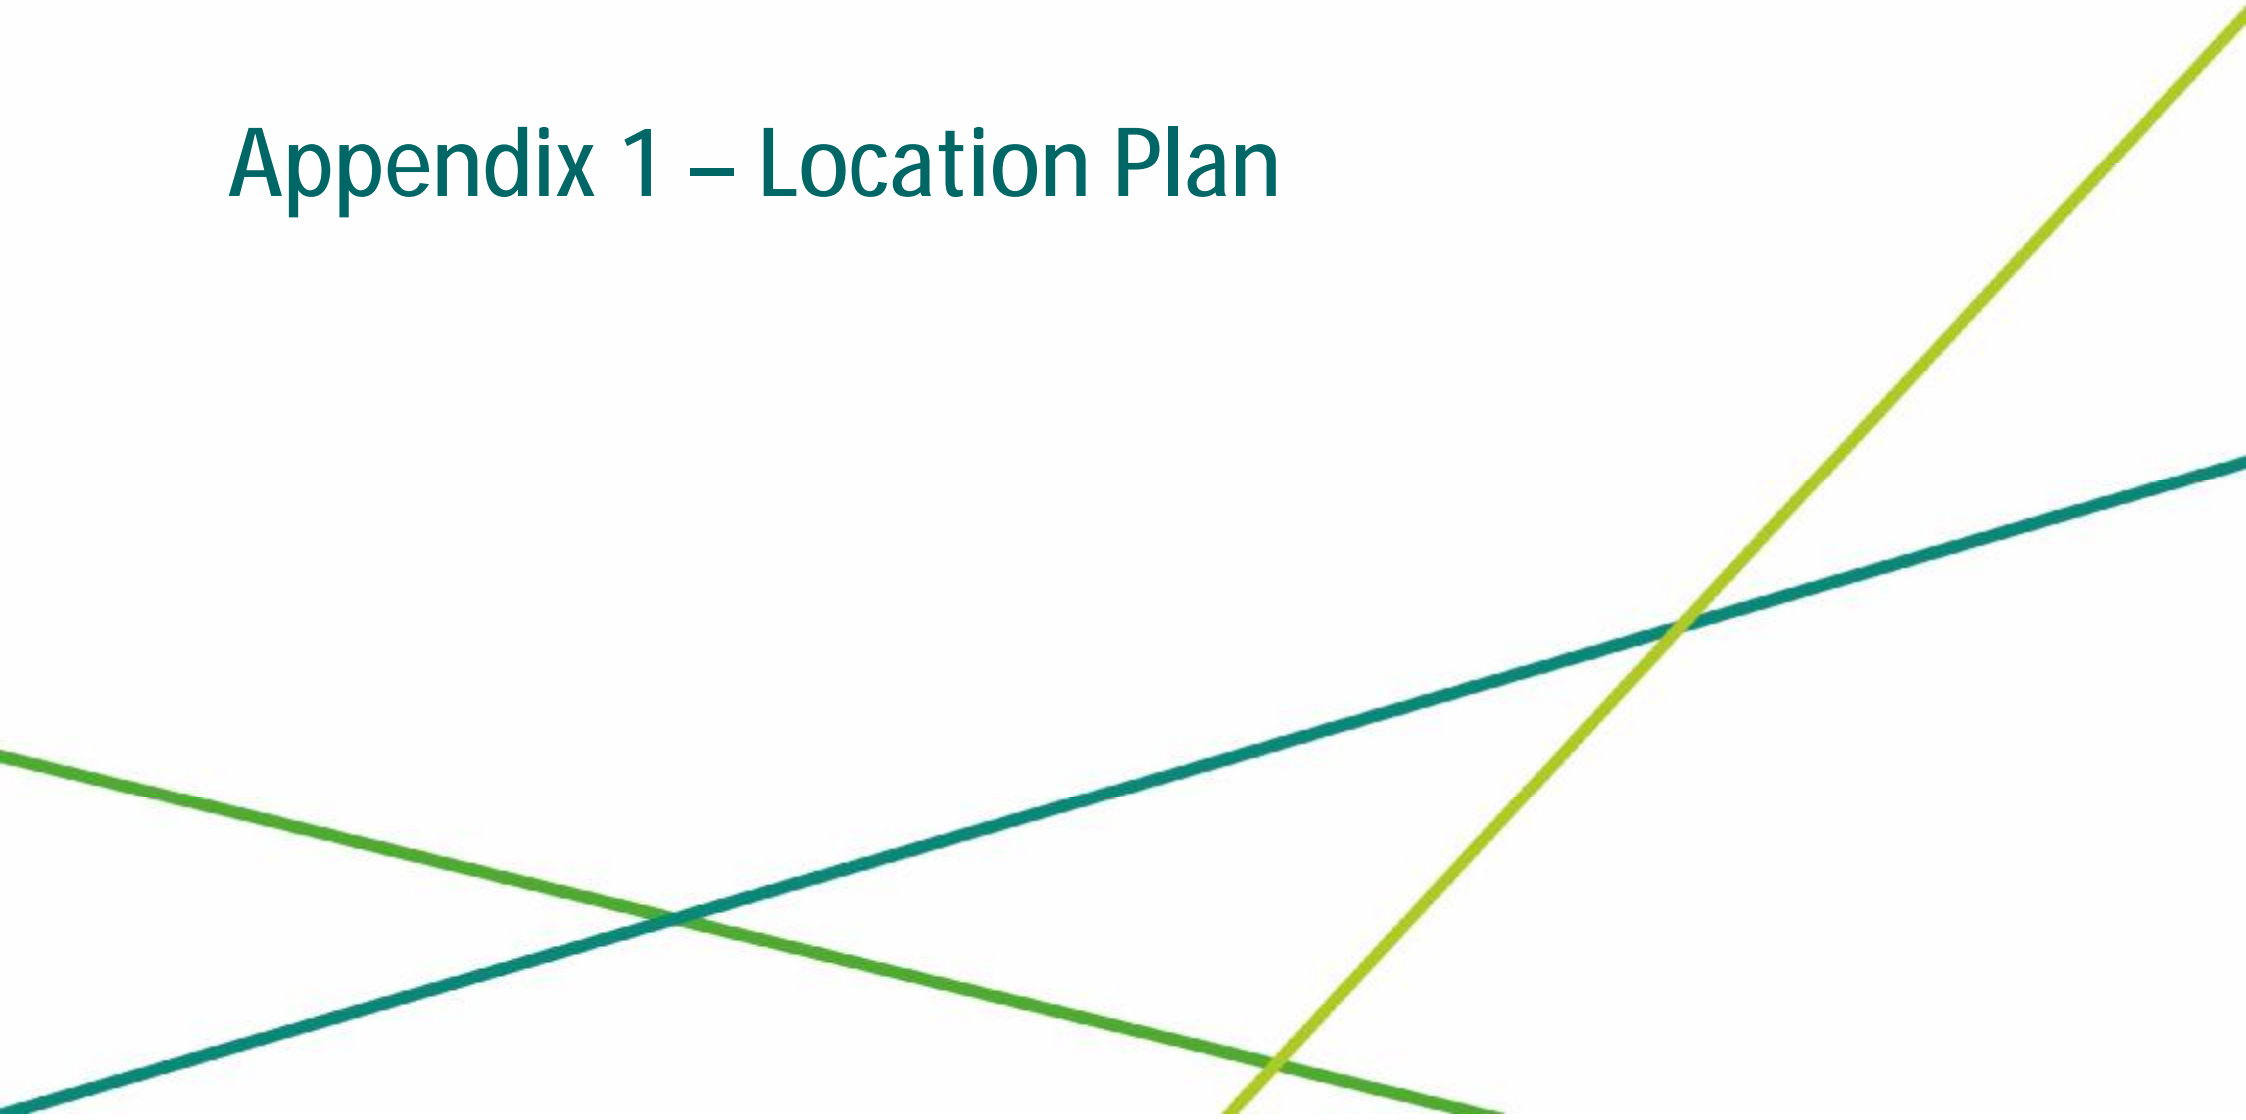 Appendix 1 – Location Plan